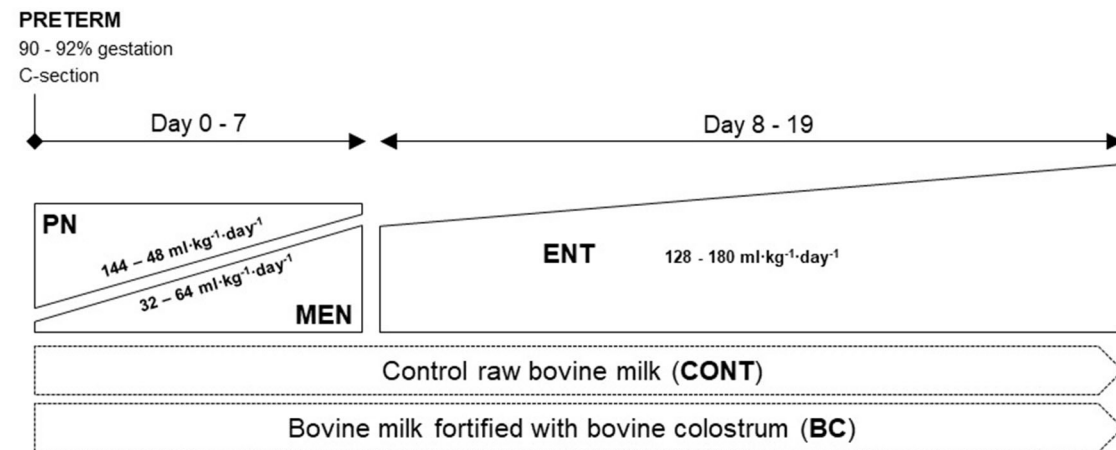 PRETERM
90 - 92% gestation
C-section
Day 0 - 7
Day 8 - 19
PN
144 – 48 ml·kg⁻¹·day⁻¹
32 – 64 ml·kg⁻¹·day⁻¹
MEN
ENT
128 - 180 ml·kg⁻¹·day⁻¹
Control raw bovine milk (CONT)
Bovine milk fortified with bovine colostrum (BC)